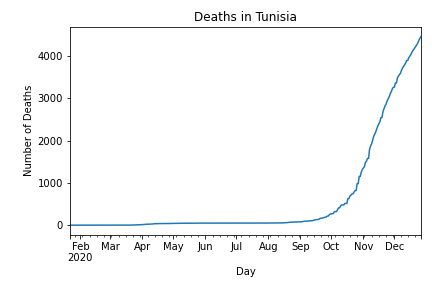 Deaths in Tunisia
Number of Deaths
4000
3000
2000
1000
0
Feb Mar Apr May Jun Jul Aug Sep Oct Nov Dec
2020
Day